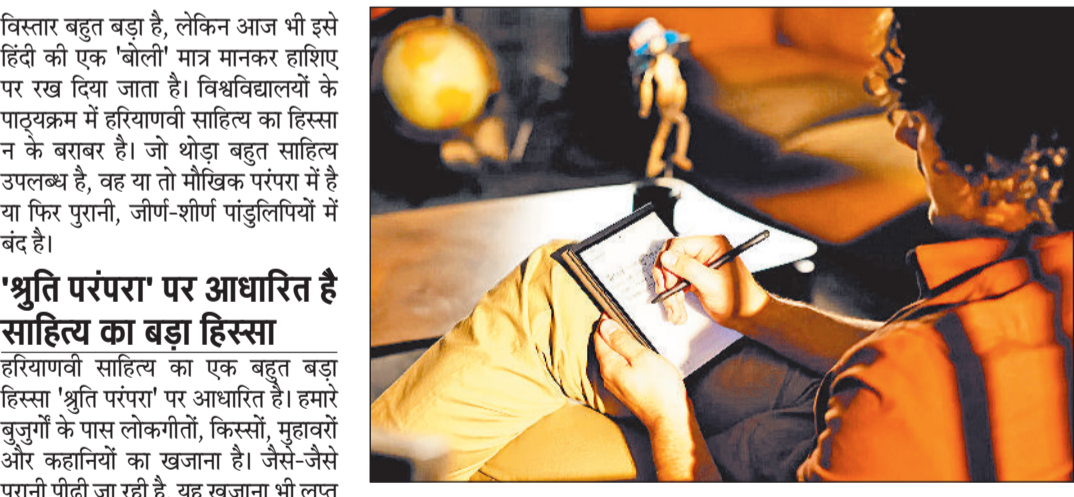 विस्तार बहुत बड़ा है, लेकिन आज भी इसे
हिंदी की एक 'बोली' मात्र मानकर हाशिए
पर रख दिया जाता है। विश्वविद्यालयों के
पाठ्यक्रम में हरियाणवी साहित्य का हिस्सा
न के बराबर है। जो थोड़ा बहुत साहित्य
उपलब्ध है, वह या तो मौखिक परंपरा में है
या फिर पुरानी, जीर्ण-शीर्ण पांडुलिपियों में
बंद है।
'श्रुति परंपरा' पर आधारित है
साहित्य का बड़ा हिस्सा
हरियाणवी साहित्य का एक बहुत बड़ा
हिस्सा 'श्रुति परंपरा' पर आधारित है। हमारे
बुजुर्गों के पास लोकगीतों, किस्सों, मुहावरों
और कहानियों का खजाना है। जैसे-जैसे
पुरानी पीढ़ी जा रही है, यह खजाना भी लुप्त